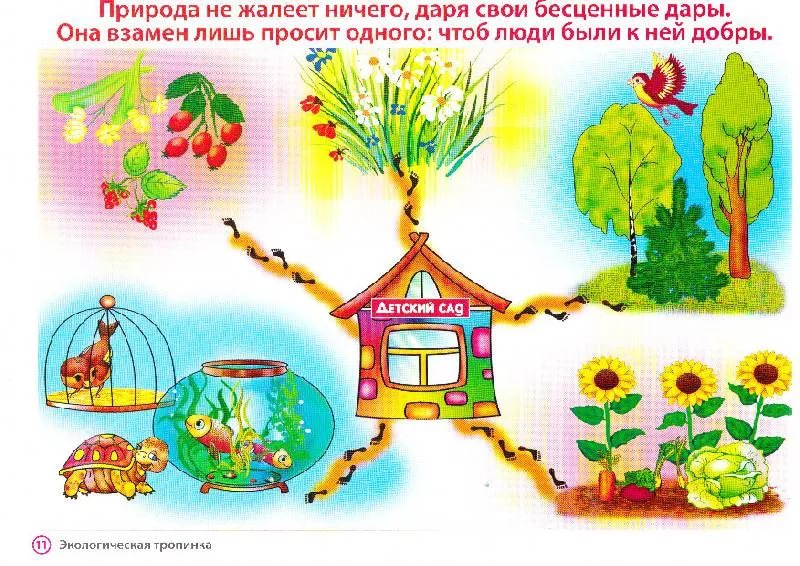 Природа не жалеет ничего, даря свои бесценные дары.
Она взамен лишь просит одного: чтоб люди были к ней добры.
ДЕТСКИЙ САД
11 Экологическая тропинка